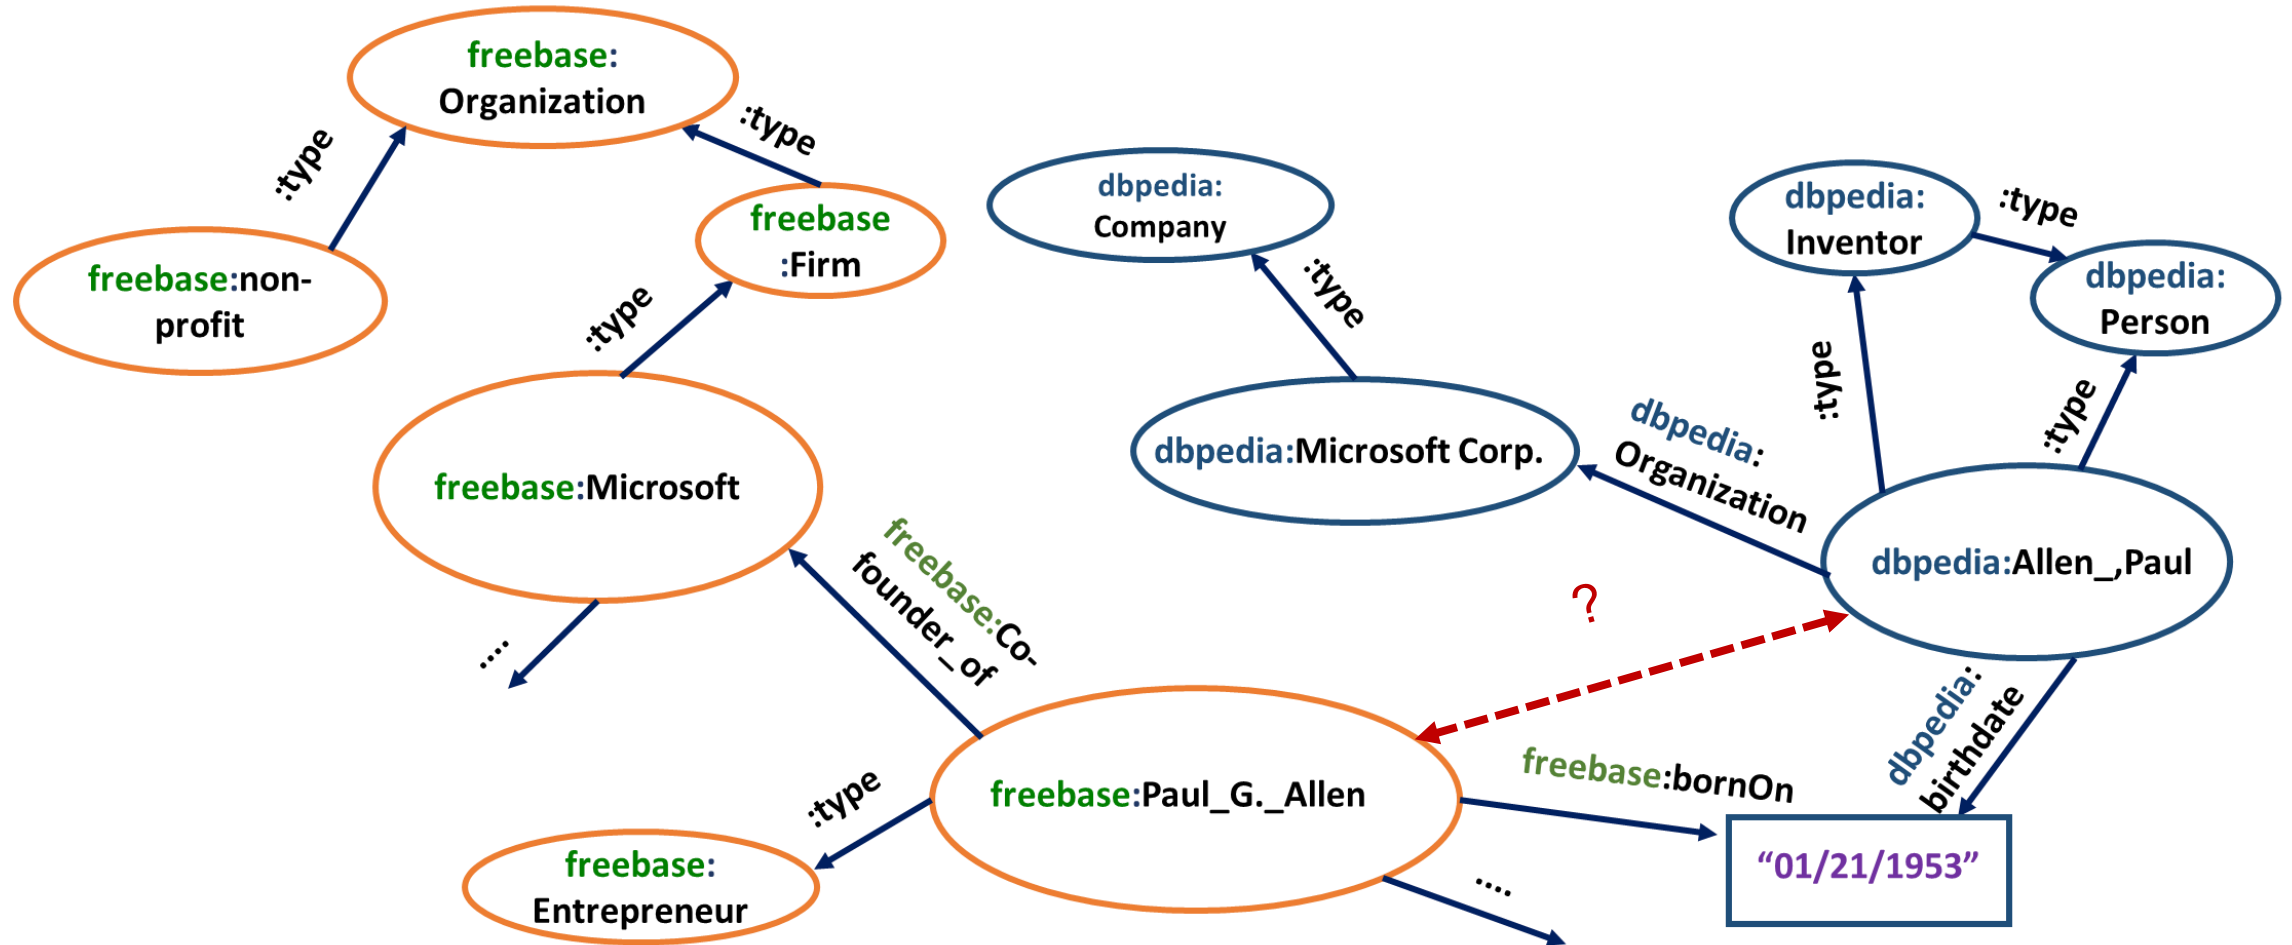 freebase:
Organization
:type
:type
dbpedia:
Company
dbpedia:
Inventor
:type
dbpedia:
Person
freebase
:Firm
freebase:non-
profit
:type
:type
:type
:type
freebase:Microsoft
dbpedia:Microsoft Corp.
dbpedia:
Organization
dbpedia:Allen_,Paul
freebase:Co-
founder_of
?
....
dbpedia:
birthdate
freebase:bornOn
:type
freebase:Paul_G._Allen
“01/21/1953”
freebase:
Entrepreneur
....